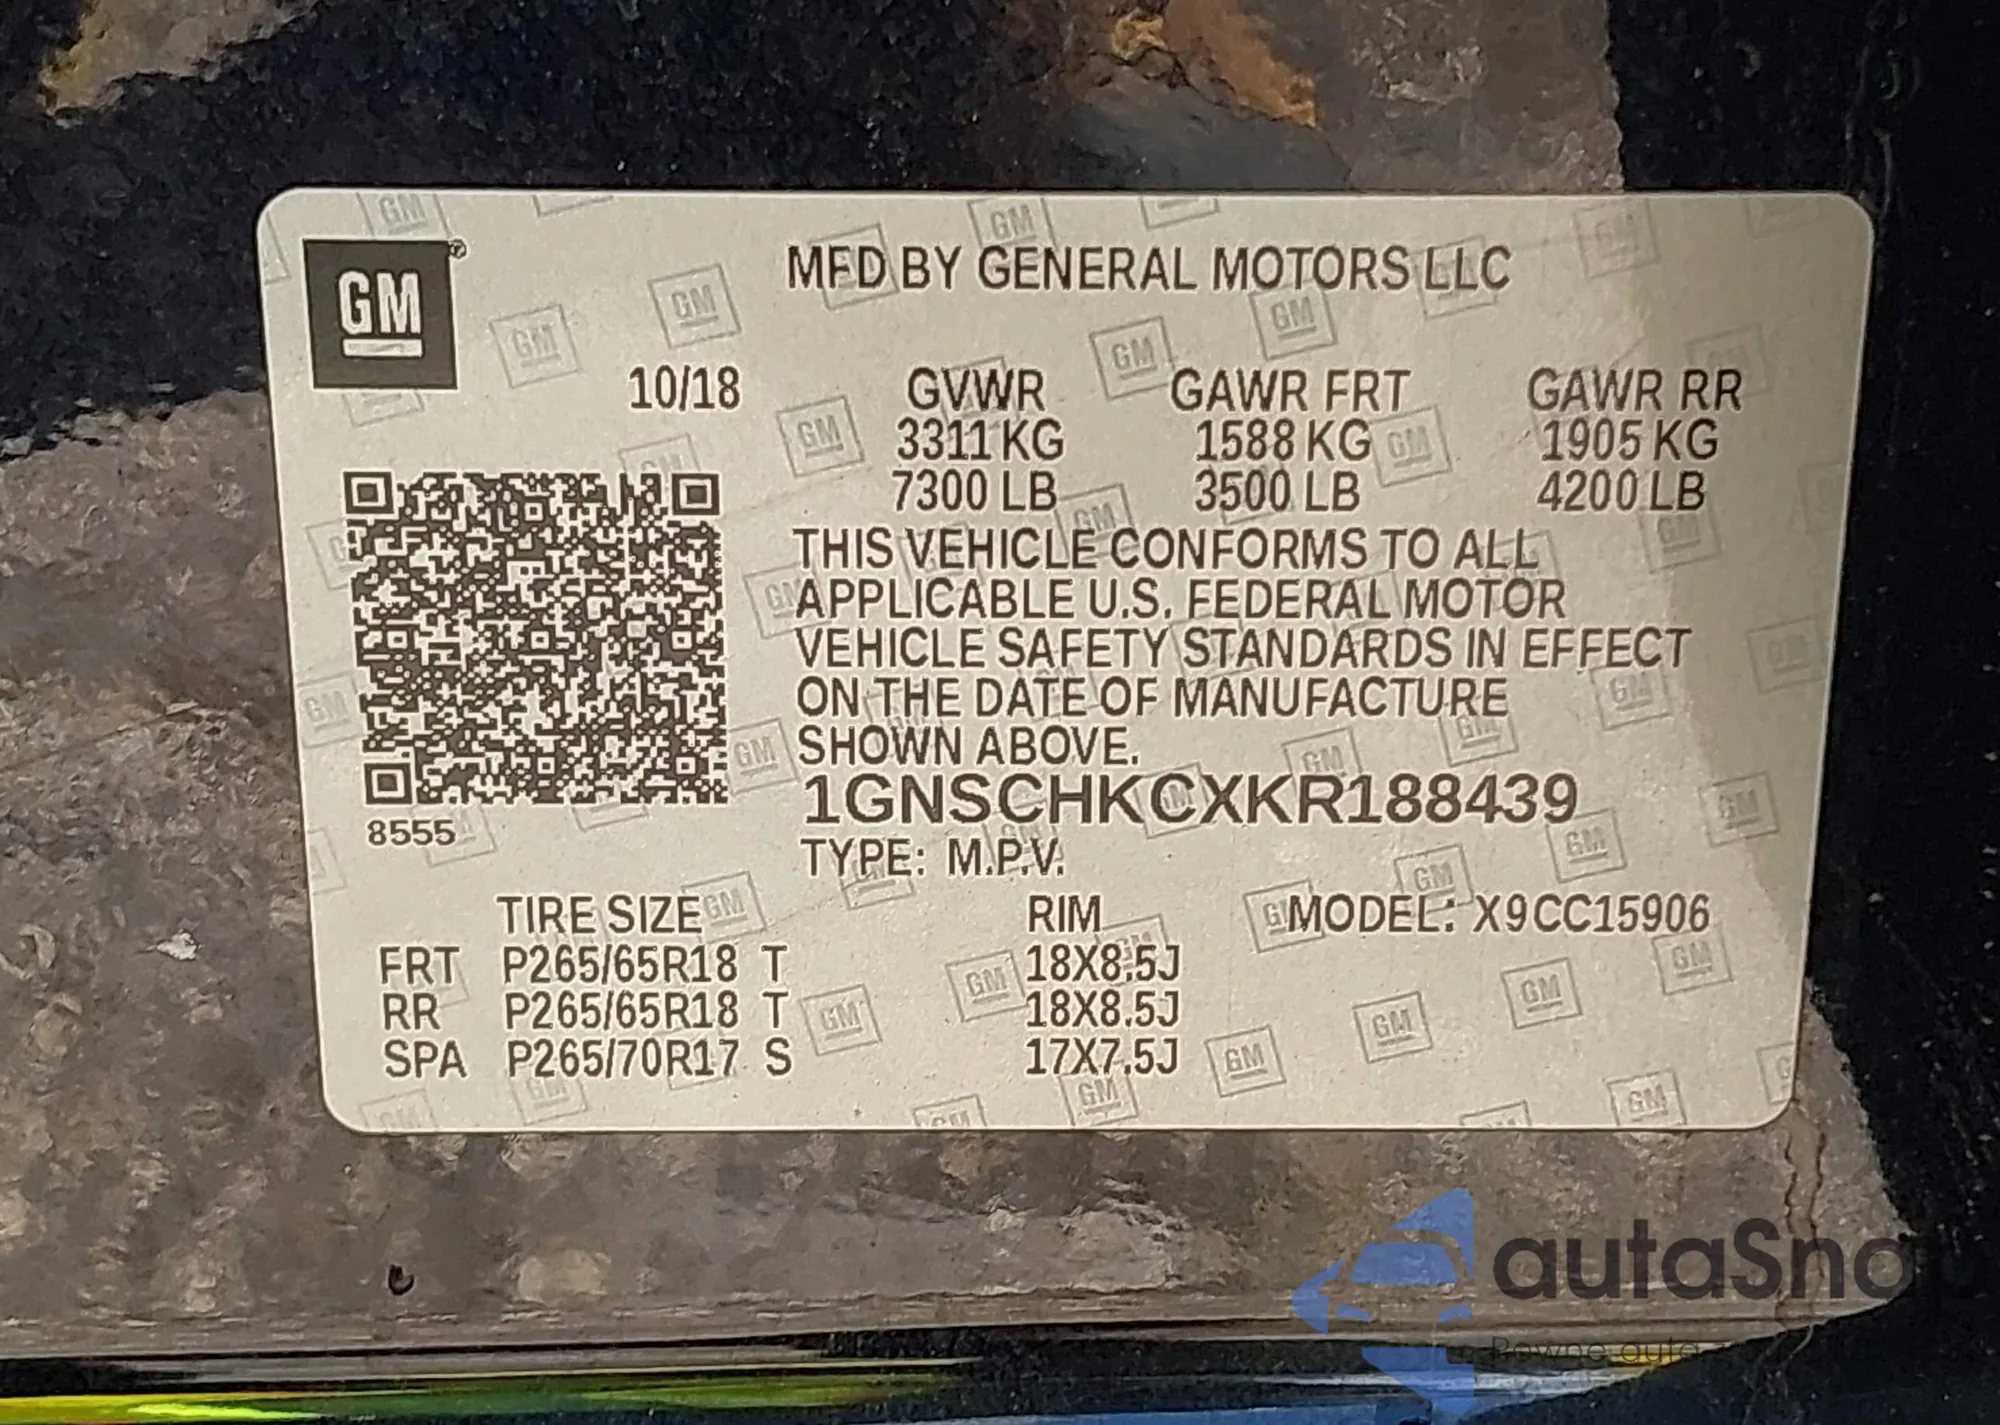 GM
MFD BY GENERAL MOTORS LLC
10/18 GVWR GAWR FRT GAWR RR
3311 KG 1588 KG 1905 KG
7300 LB 3500 LB 4200 LB
THIS VEHICLE CONFORMS TO ALL
APPLICABLE U.S. FEDERAL MOTOR
VEHICLE SAFETY STANDARDS IN EFFECT
ON THE DATE OF MANUFACTURE
SHOWN ABOVE.
1GNSCHKCXKR188439
8555
TYPE: M.P.V.
TIRE SIZE RIM MODEL: X9CC15906
FRT P265/65R18 T 18X8.5J
RR P265/65R18 T 18X8.5J
SPA P265/70R17 S 17X7.5J
autaSnap
Pewne auta